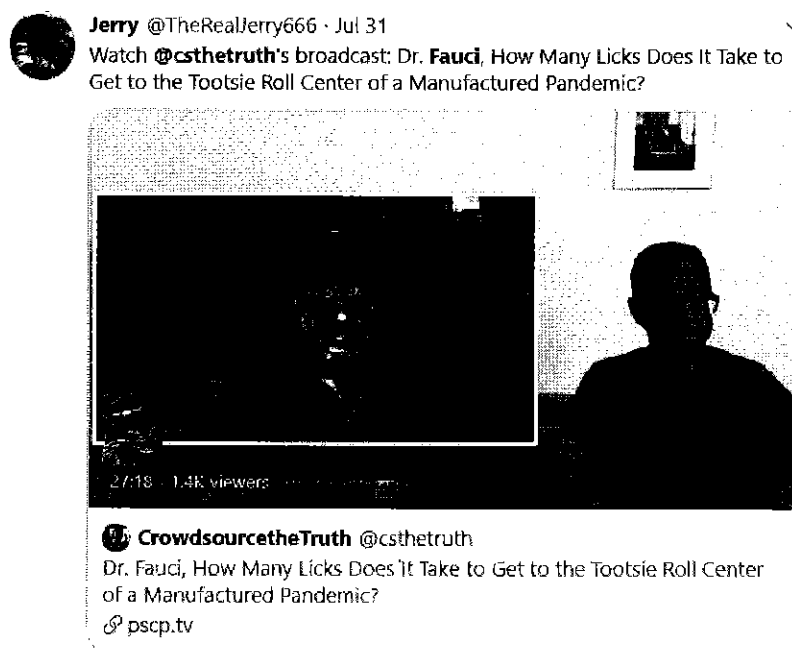 Jerry @TheRealJerry666 · Jul 31
Watch @csthetruth's broadcast: Dr. Fauci, How Many Licks Does It Take to
Get to the Tootsie Roll Center of a Manufactured Pandemic?
27:18 · 1.4K viewers
CrowdsourcetheTruth @csthetruth
Dr. Fauci, How Many Licks Does It Take to Get to the Tootsie Roll Center
of a Manufactured Pandemic?
pscp.tv